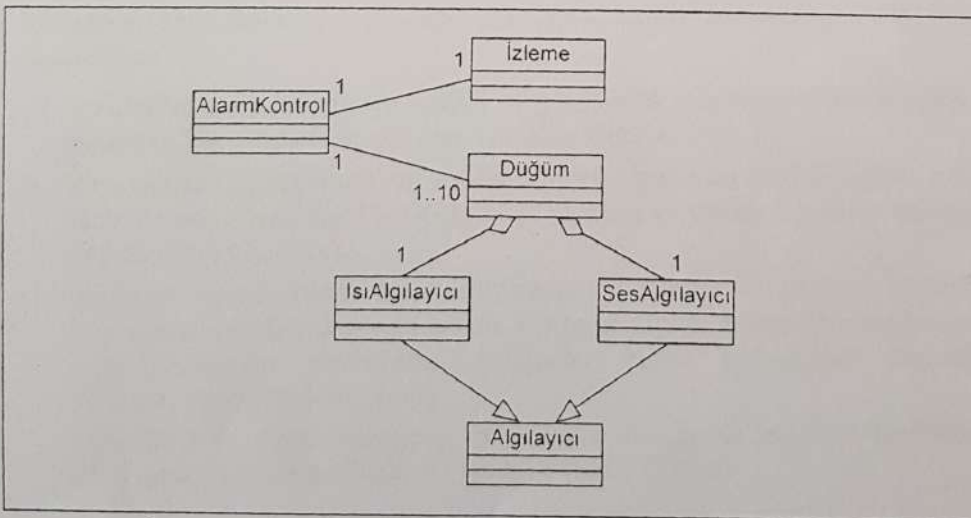 İzleme
1
1
AlarmKontrol
1
Düğüm
1..10
1
1
IsıAlgılayıcı
SesAlgılayıcı
Algılayıcı